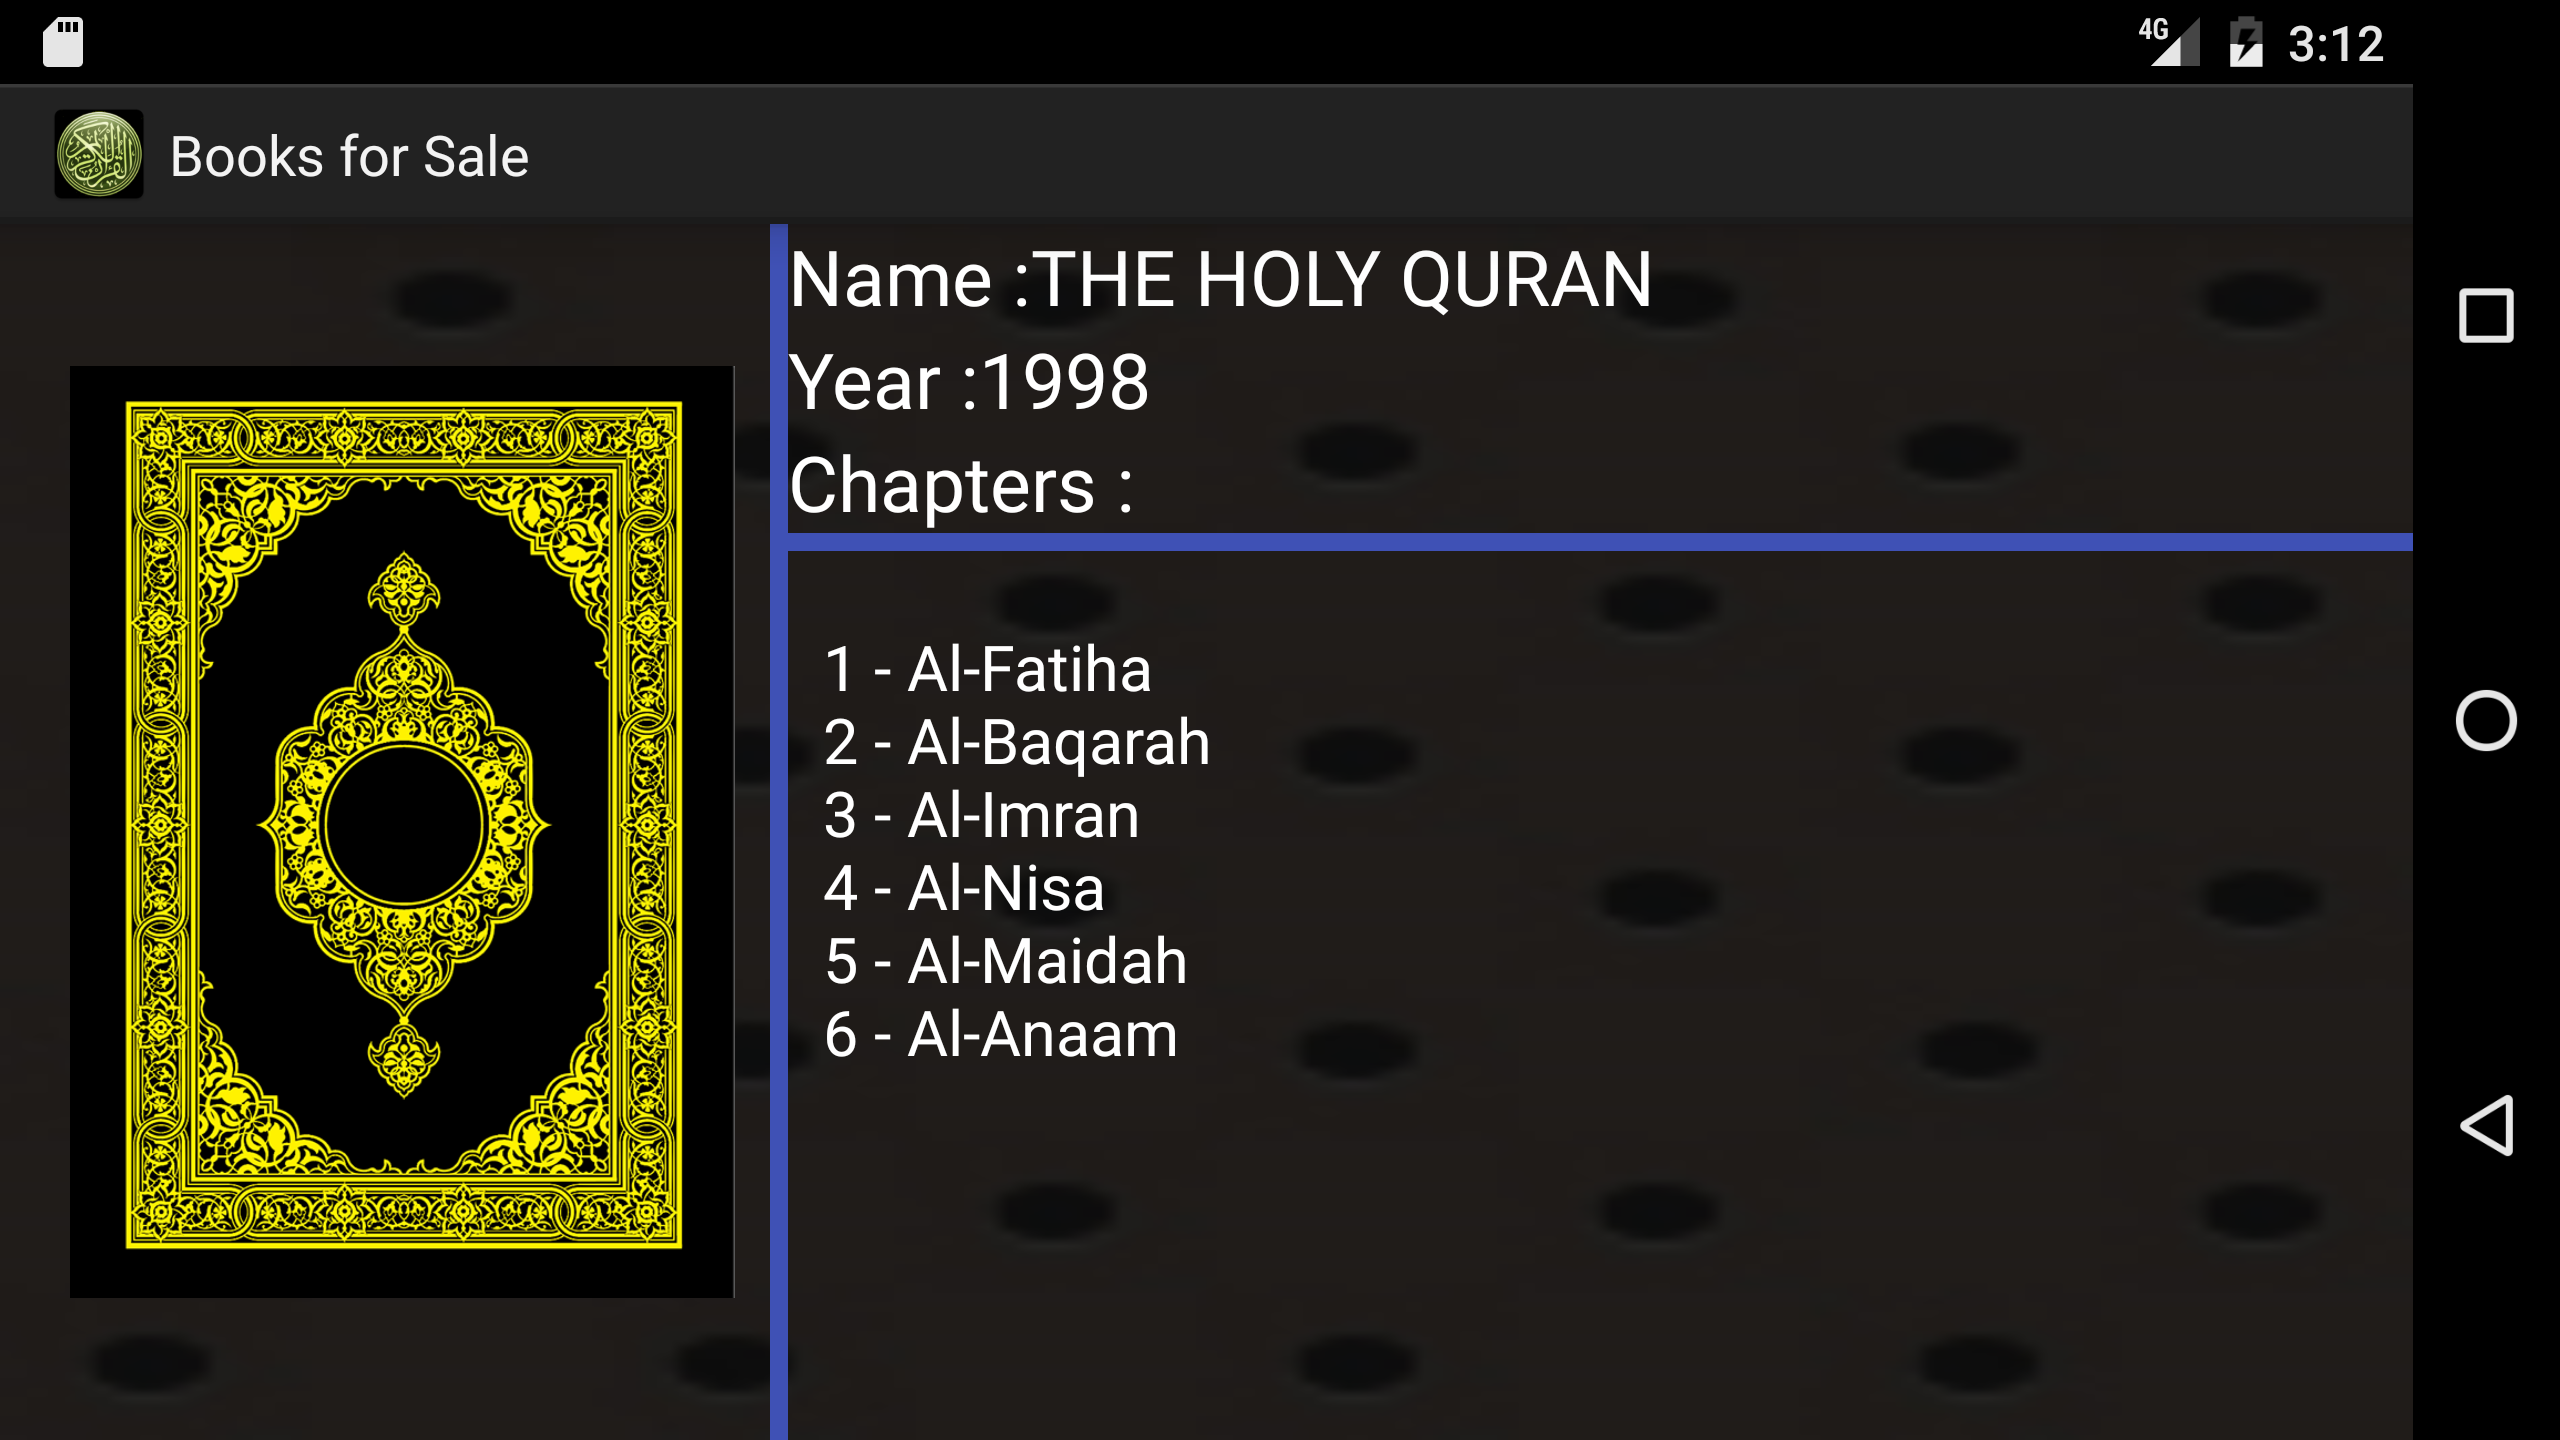 4G 3:12
Books for Sale
Name :THE HOLY QURAN
Year :1998
Chapters :
1 - Al-Fatiha
2 - Al-Baqarah
3 - Al-Imran
4 - Al-Nisa
5 - Al-Maidah
6 - Al-Anaam